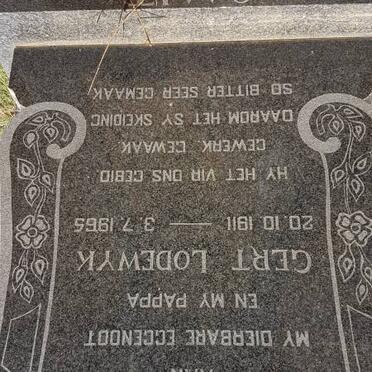 MY DIERBARE EGGENOOT
EN MY PAPPA
GERT LODEWYK
20.10.1911 — 3.7.1965
HY HET VIR ONS GEBID
GEWERK, GEWAAK
DAAROM HET SY SKEIDING
SO BITTER SEER GEMAAK